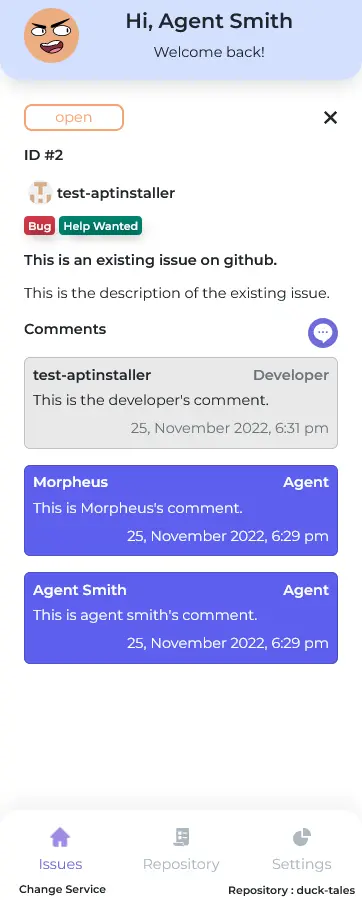 Hi, Agent Smith
Welcome back!
open
ID #2
test-aptinstaller
Bug Help Wanted
This is an existing issue on github.
This is the description of the existing issue.
Comments
test-aptinstaller Developer
This is the developer's comment.
25, November 2022, 6:31 pm
Morpheus Agent
This is Morpheus's comment.
25, November 2022, 6:29 pm
Agent Smith Agent
This is agent smith's comment.
25, November 2022, 6:29 pm
Issues Repository Settings
Change Service Repository : duck-tales